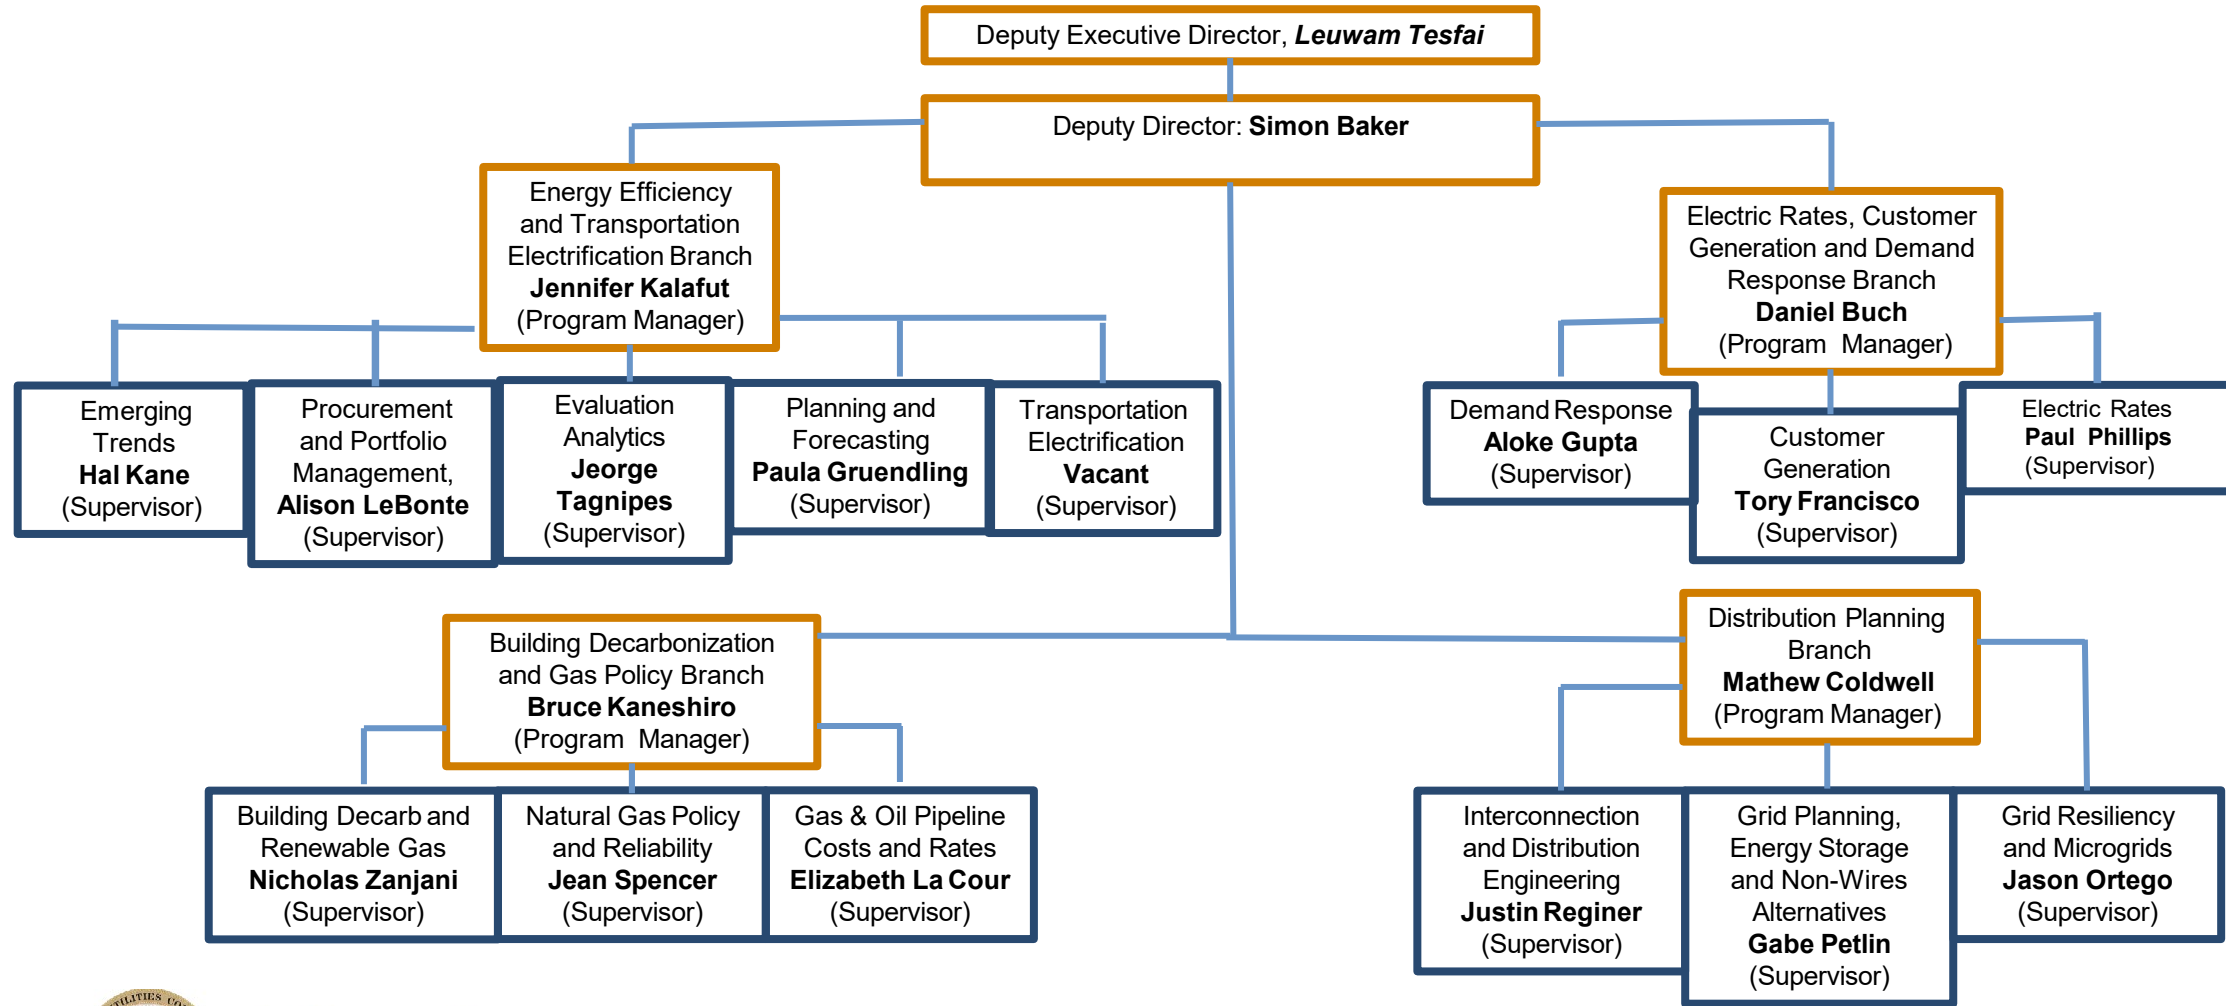 Deputy Executive Director, Leuwam Tesfai
Deputy Director: Simon Baker
Energy Efficiency
and Transportation
Electrification Branch
Jennifer Kalafut
(Program Manager)
Electric Rates, Customer
Generation and Demand
Response Branch
Daniel Buch
(Program Manager)
Emerging
Trends
Hal Kane
(Supervisor)
Procurement
and Portfolio
Management,
Alison LeBonte
(Supervisor)
Evaluation
Analytics
Jeorge
Tagnipes
(Supervisor)
Planning and
Forecasting
Paula Gruendling
(Supervisor)
Transportation
Electrification
Vacant
(Supervisor)
Demand Response
Aloke Gupta
(Supervisor)
Customer
Generation
Tory Francisco
(Supervisor)
Electric Rates
Paul Phillips
(Supervisor)
Building Decarbonization
and Gas Policy Branch
Bruce Kaneshiro
(Program Manager)
Distribution Planning
Branch
Mathew Coldwell
(Program Manager)
Building Decarb and
Renewable Gas
Nicholas Zanjani
(Supervisor)
Natural Gas Policy
and Reliability
Jean Spencer
(Supervisor)
Gas & Oil Pipeline
Costs and Rates
Elizabeth La Cour
(Supervisor)
Interconnection
and Distribution
Engineering
Justin Reginer
(Supervisor)
Grid Planning,
Energy Storage
and Non-Wires
Alternatives
Gabe Petlin
(Supervisor)
Grid Resiliency
and Microgrids
Jason Ortego
(Supervisor)